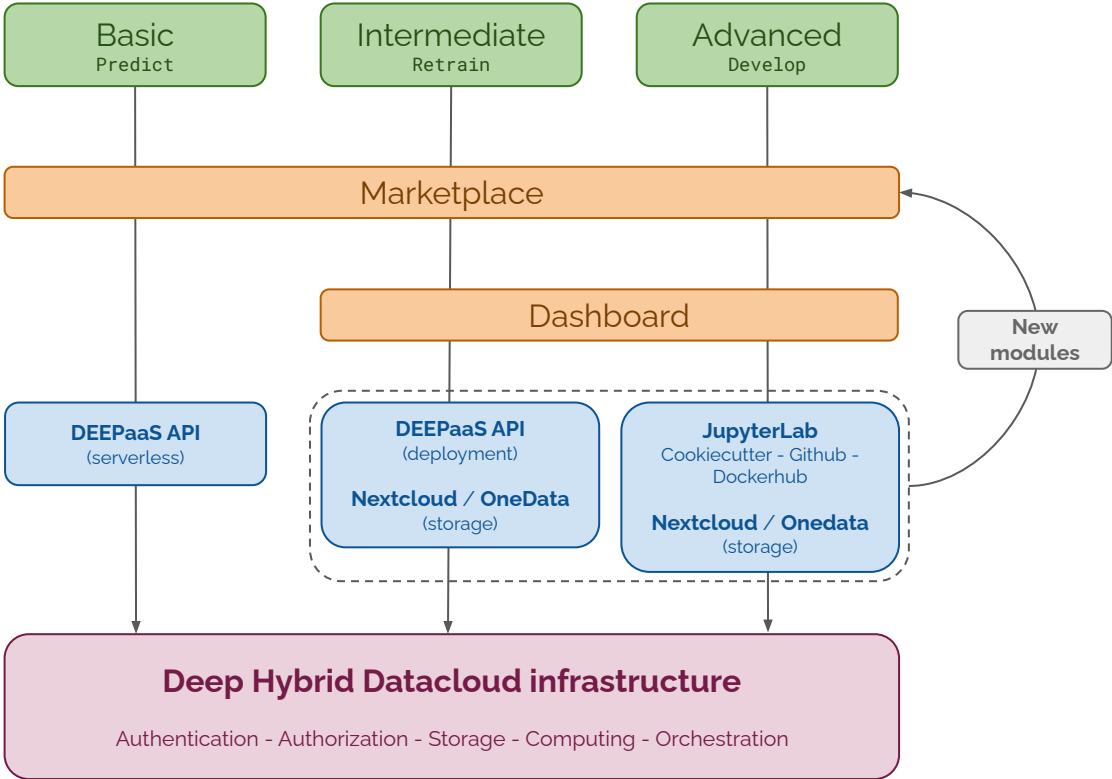 Basic
Predict
Intermediate
Retrain
Advanced
Develop
Marketplace
Dashboard
New
modules
DEEPaaS API
(serverless)
DEEPaaS API
(deployment)
Nextcloud / OneData
(storage)
JupyterLab
Cookiecutter - Github -
Dockerhub
Nextcloud / Onedata
(storage)
Deep Hybrid Datacloud infrastructure
Authentication - Authorization - Storage - Computing - Orchestration